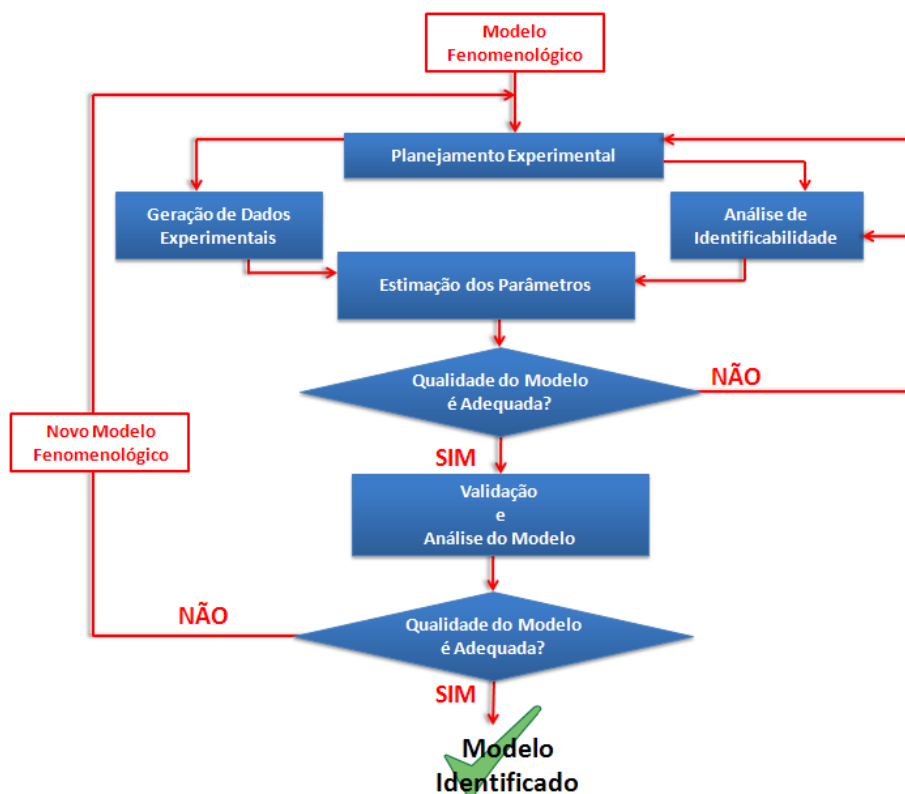 Modelo
Fenomenológico
Planejamento Experimental
Geração de Dados
Experimentais
Análise de
Identificabilidade
Estimação dos Parâmetros
Qualidade do Modelo
é Adequada?
NÃO
Novo Modelo
Fenomenológico
SIM
Validação
e
Análise do Modelo
NÃO
Qualidade do Modelo
é Adequada?
SIM
Modelo
Identificado